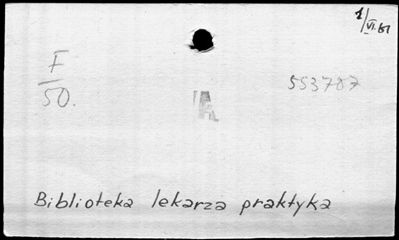 1/VI.61
F
50.
553787
A
Biblioteka lekarza praktyka